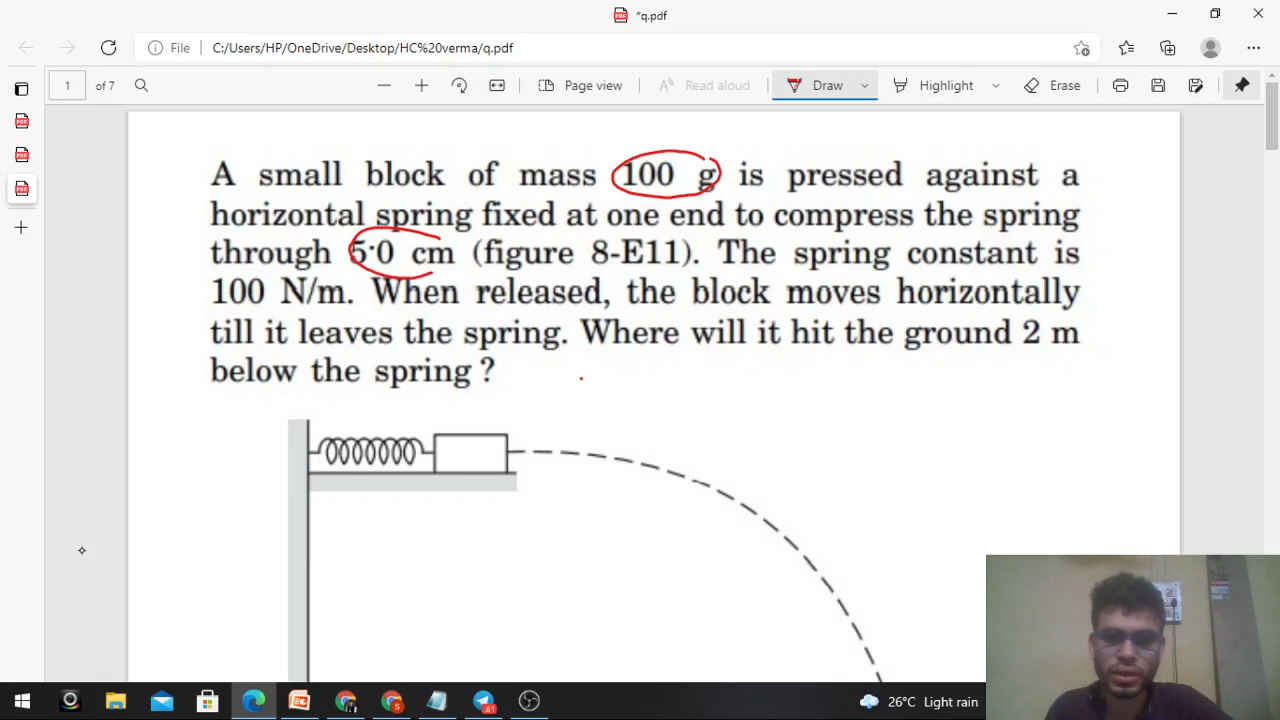 *q.pdf
File C:/Users/HP/OneDrive/Desktop/HC%20verma/q.pdf
1 of 7 Page view Read aloud Draw Highlight Erase
A small block of mass 100 g is pressed against a
horizontal spring fixed at one end to compress the spring
through 5·0 cm (figure 8-E11). The spring constant is
100 N/m. When released, the block moves horizontally
till it leaves the spring. Where will it hit the ground 2 m
below the spring ?
26°C Light rain